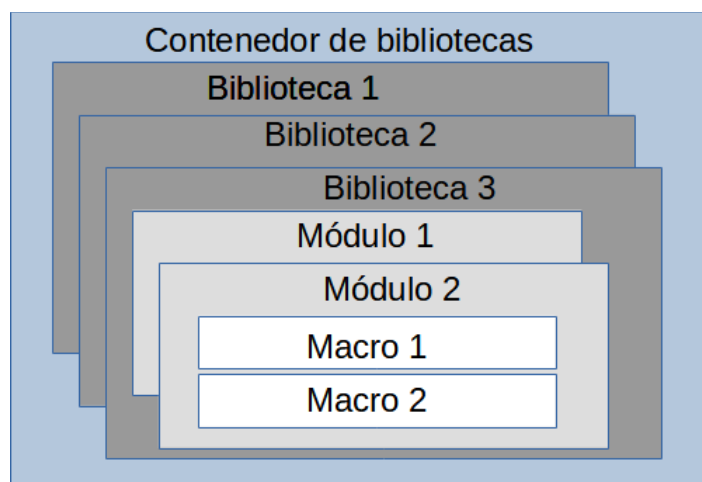 Contenedor de bibliotecas
Biblioteca 1
Biblioteca 2
Biblioteca 3
Módulo 1
Módulo 2
Macro 1
Macro 2